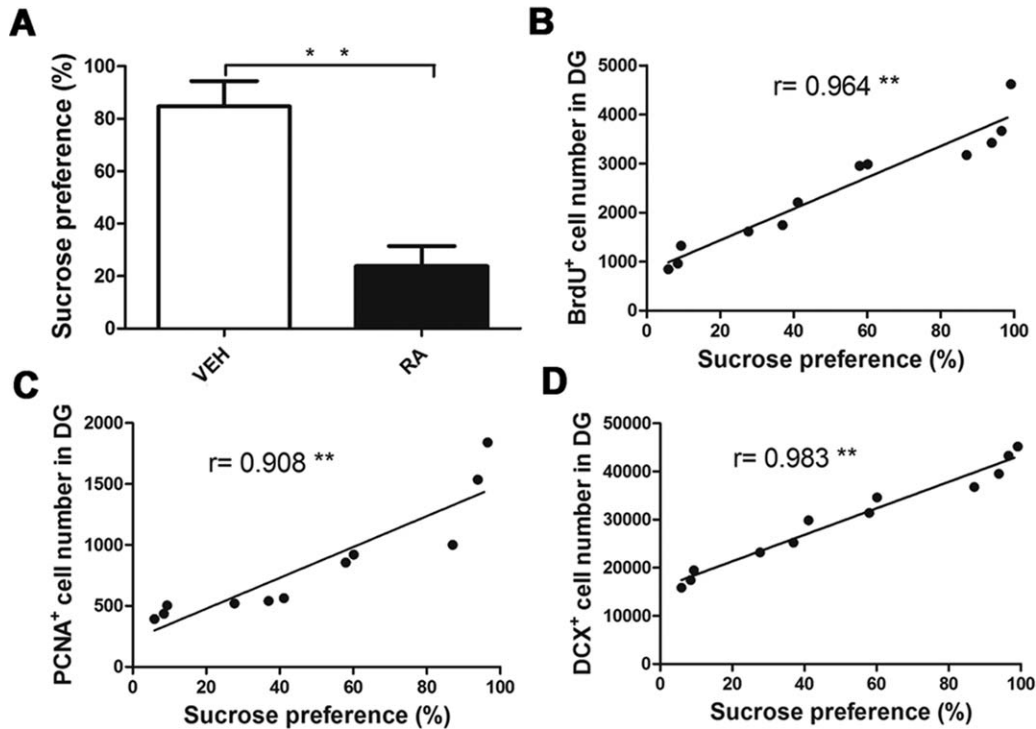 A
Sucrose preference (%)
100
80
60
40
20
0
* *
VEH
RA
B
BrdU+ cell number in DG
5000
4000
3000
2000
1000
0
r= 0.964 **
0 20 40 60 80 100
Sucrose preference (%)
C
PCNA+ cell number in DG
2000
1500
1000
500
0
r= 0.908 **
0 20 40 60 80 100
Sucrose preference (%)
D
DCX+ cell number in DG
50000
40000
30000
20000
10000
0
r= 0.983 **
0 20 40 60 80 100
Sucrose preference (%)